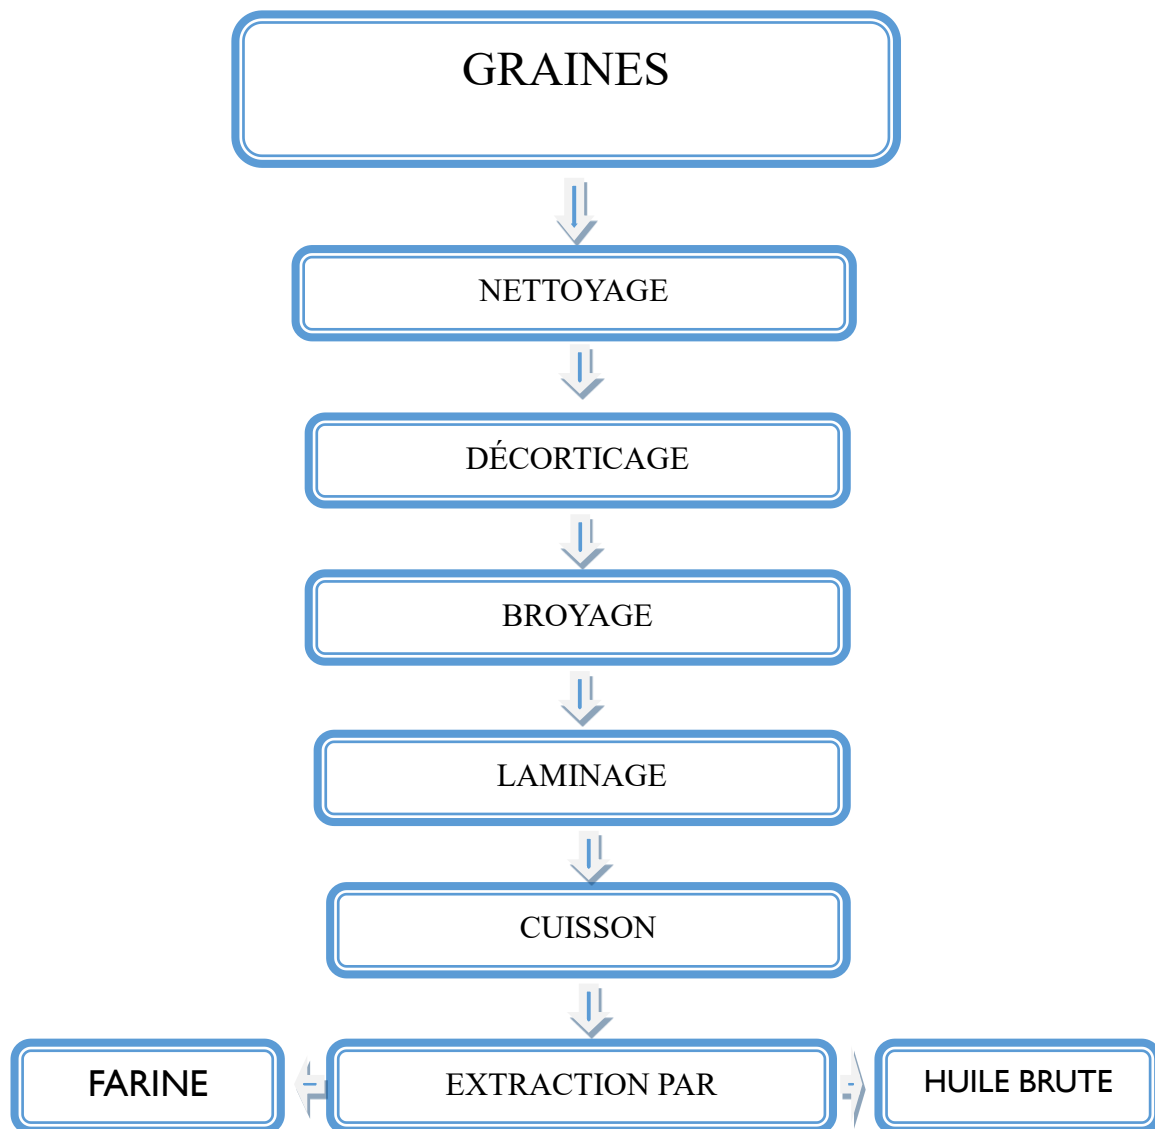 GRAINES
NETTOYAGE
DÉCORTICAGE
BROYAGE
LAMINAGE
CUISSON
FARINE
EXTRACTION PAR
HUILE BRUTE